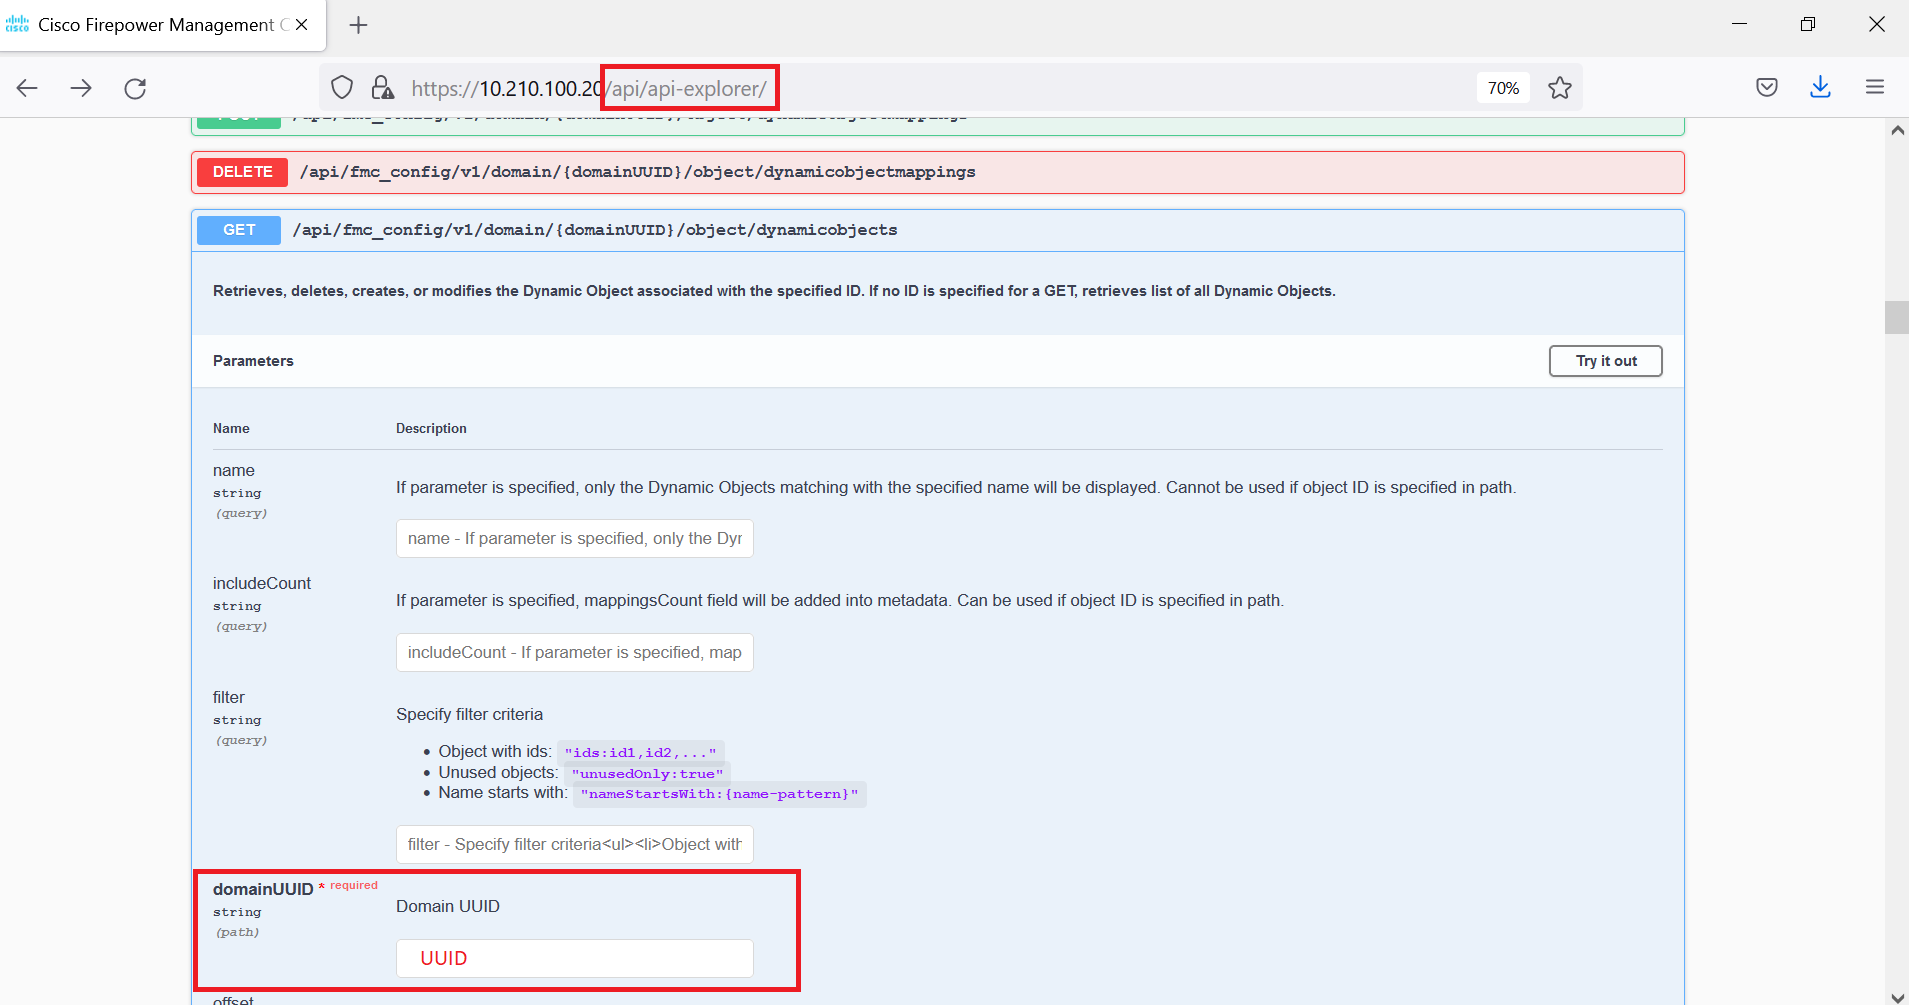 Cisco Firepower Management C
https://10.210.100.20/api/api-explorer/
70%
POST /api/fmc_config/v1/domain/{domainUUID}/object/dynamicobjectmappings
DELETE /api/fmc_config/v1/domain/{domainUUID}/object/dynamicobjectmappings
GET /api/fmc_config/v1/domain/{domainUUID}/object/dynamicobjects
Retrieves, deletes, creates, or modifies the Dynamic Object associated with the specified ID. If no ID is specified for a GET, retrieves list of all Dynamic Objects.
Parameters
Try it out
Name Description
name
string
(query)
If parameter is specified, only the Dynamic Objects matching with the specified name will be displayed. Cannot be used if object ID is specified in path.
name - If parameter is specified, only the Dyr
includeCount
string
(query)
If parameter is specified, mappingsCount field will be added into metadata. Can be used if object ID is specified in path.
includeCount - If parameter is specified, map
filter
string
(query)
Specify filter criteria
• Object with ids: "ids:id1,id2,..."
• Unused objects: "unusedOnly:true"
• Name starts with: "nameStartsWith:{name-pattern}"
filter - Specify filter criteria<ul><li>Object with
domainUUID * required
string
(path)
Domain UUID
UUID
offset